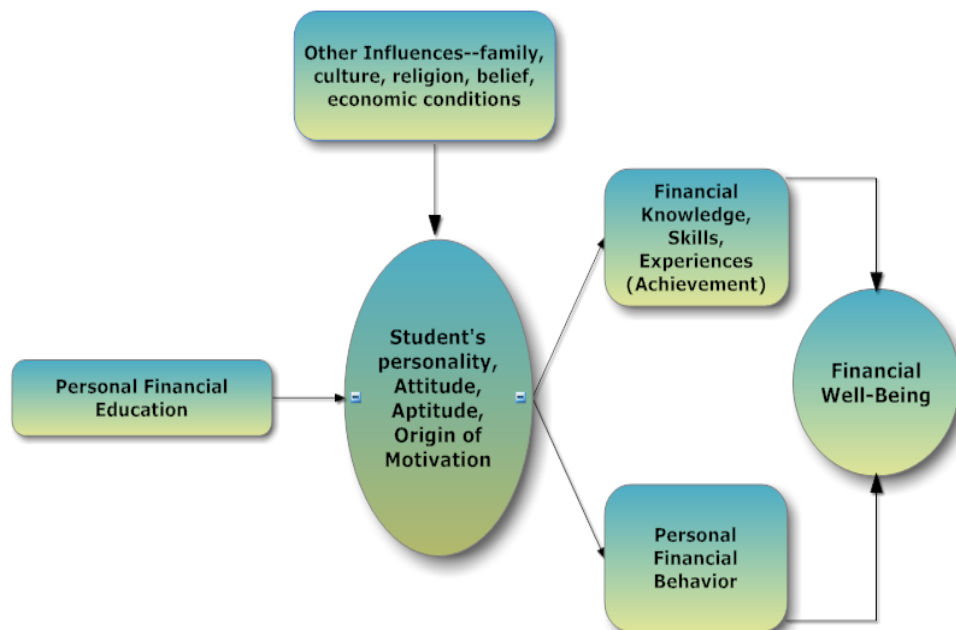 Other Influences--family,
culture, religion, belief,
economic conditions
Financial
Knowledge,
Skills,
Experiences
(Achievement)
Student's
personality,
Attitude,
Aptitude,
Origin of
Motivation
Personal Financial
Education
Financial
Well-Being
Personal
Financial
Behavior